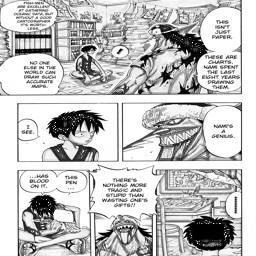 THIS
ISN'T
JUST
PAPER.
THESE ARE
CHARTS. NAMI
SPENT THE
LAST EIGHT
YEARS
DRAWING
THEM.
FISH-MEN
ARE
EXCELLENT
AT GATHERING
OCEANIC DATA, BUT
WITHOUT A GOOD
CARTOGRAPHER
IT'S WORTH-
LESS.
NO ONE
ELSE IN THE
WORLD CAN
DRAW SUCH
ACCURATE
MAPS.
NAMI'S
A
GENIUS.
I
SEE.
THERE'S
NOTHING MORE
TRAGIC AND
STUPID THAN
WASTING ONE'S
GIFTS!!
THIS
PEN
...
...HAS
BLOOD
ON IT.